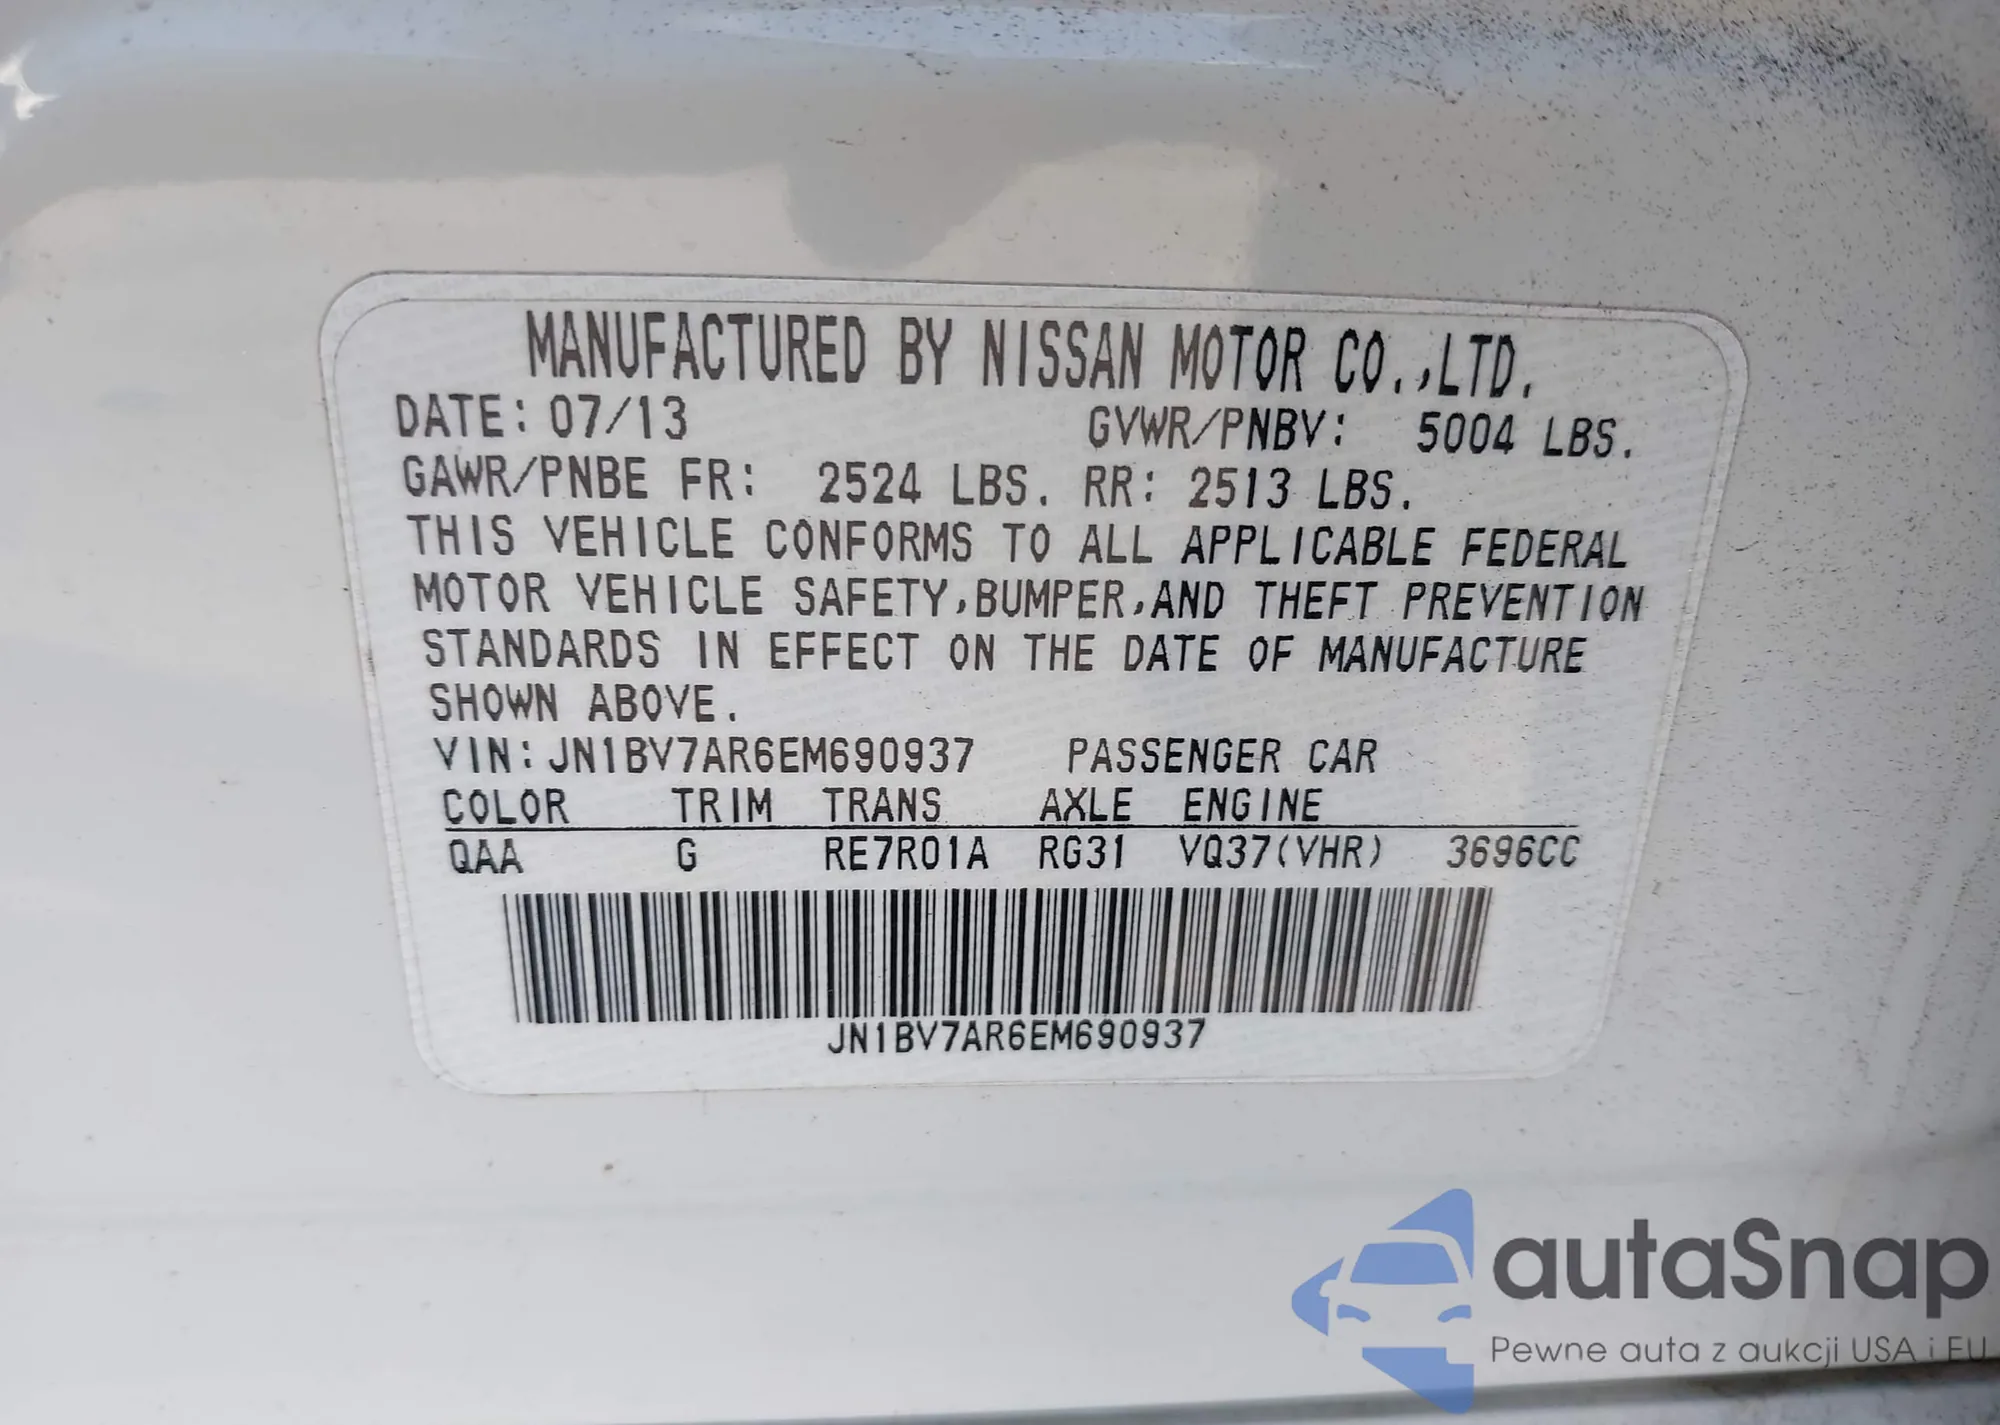 MANUFACTURED BY NISSAN MOTOR CO.,LTD.
DATE: 07/13 GVWR/PNBV: 5004 LBS.
GAWR/PNBE FR: 2524 LBS. RR: 2513 LBS.
THIS VEHICLE CONFORMS TO ALL APPLICABLE FEDERAL
MOTOR VEHICLE SAFETY,BUMPER,AND THEFT PREVENTION
STANDARDS IN EFFECT ON THE DATE OF MANUFACTURE
SHOWN ABOVE.
VIN:JN1BV7AR6EM690937 PASSENGER CAR
COLOR TRIM TRANS AXLE ENGINE
QAA G RE7R01A RG31 VQ37(VHR) 3696CC
JN1BV7AR6EM690937
autaSnap
Pewne auta z aukcji USA i EU